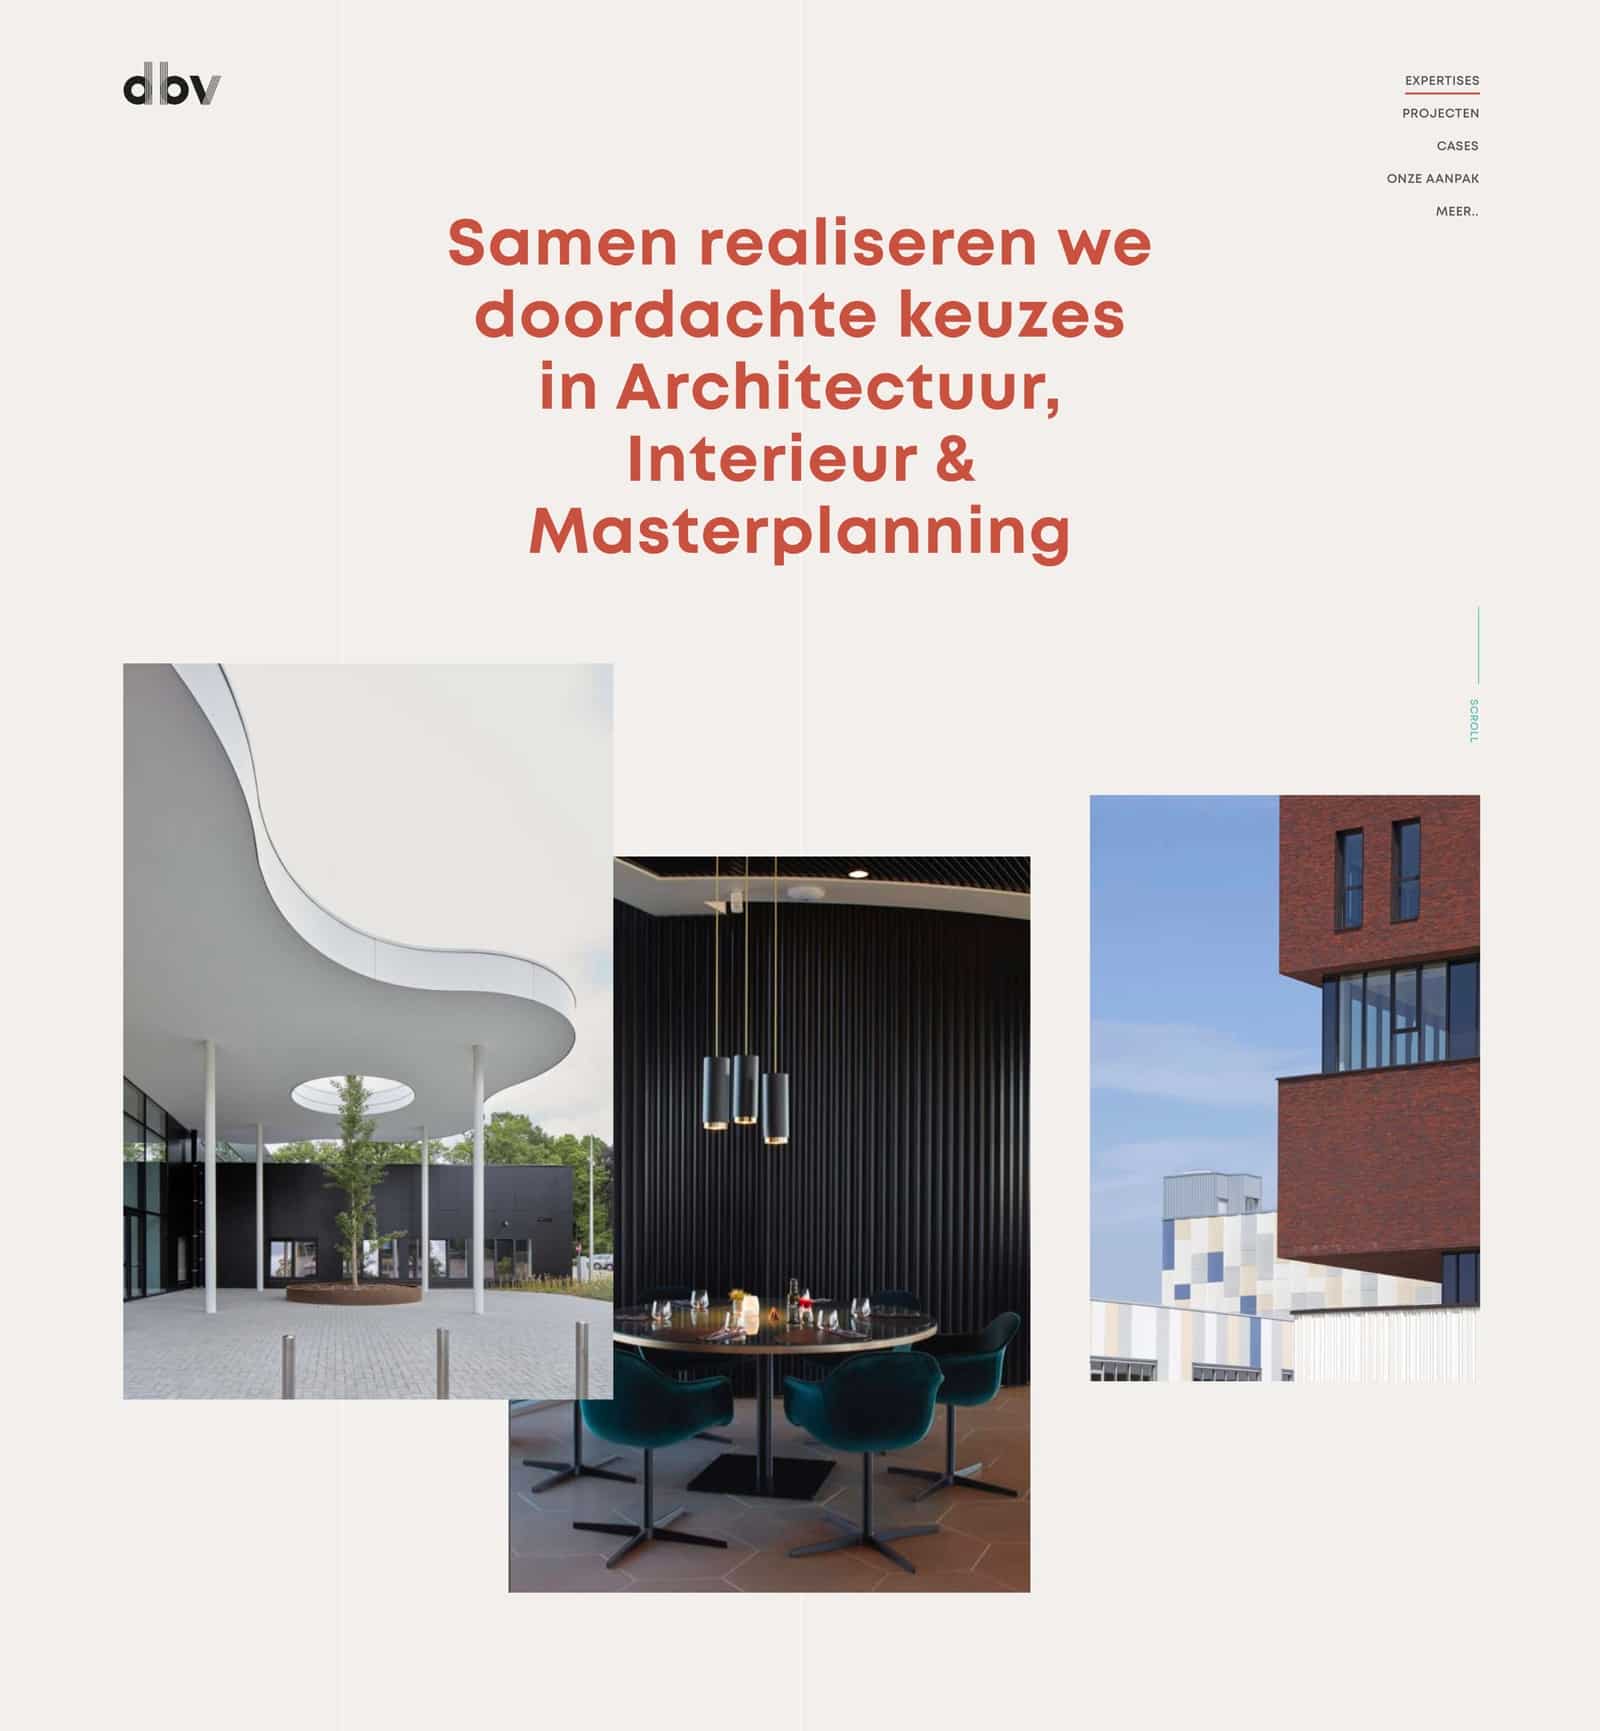 dbv
EXPERTISES
PROJECTEN
CASES
ONZE AANPAK
MEER..
Samen realiseren we
doordachte keuzes
in Architectuur,
Interieur &
Masterplanning
SCROLL